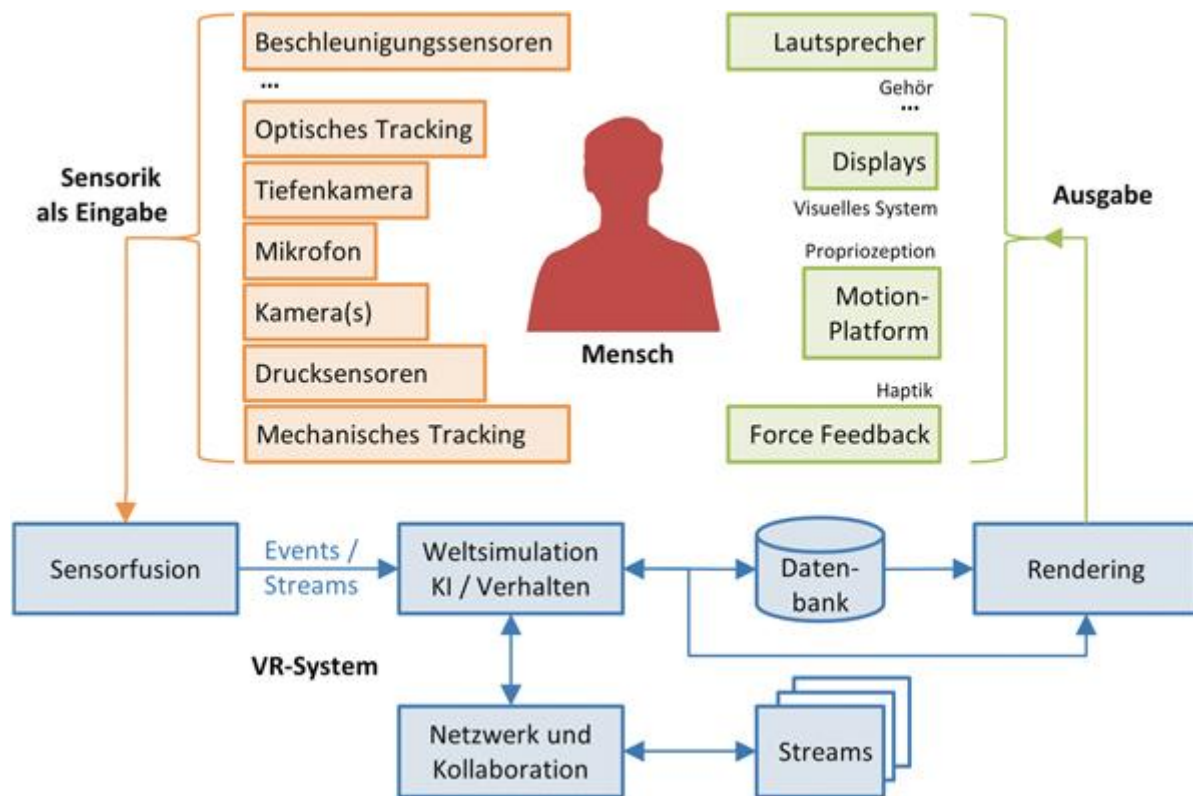 Beschleunigungssensoren
...
Optisches Tracking
Tiefenkamera
Mikrofon
Kamera(s)
Drucksensoren
Mechanisches Tracking
Sensorik
als Eingabe
Mensch
Lautsprecher
Gehör
...
Displays
Visuelles System
Propriozeption
Motion-
Platform
Haptik
Force Feedback
Ausgabe
Sensorfusion
Events /
Streams
Weltsimulation
KI / Verhalten
Daten-
bank
Rendering
VR-System
Netzwerk und
Kollaboration
Streams